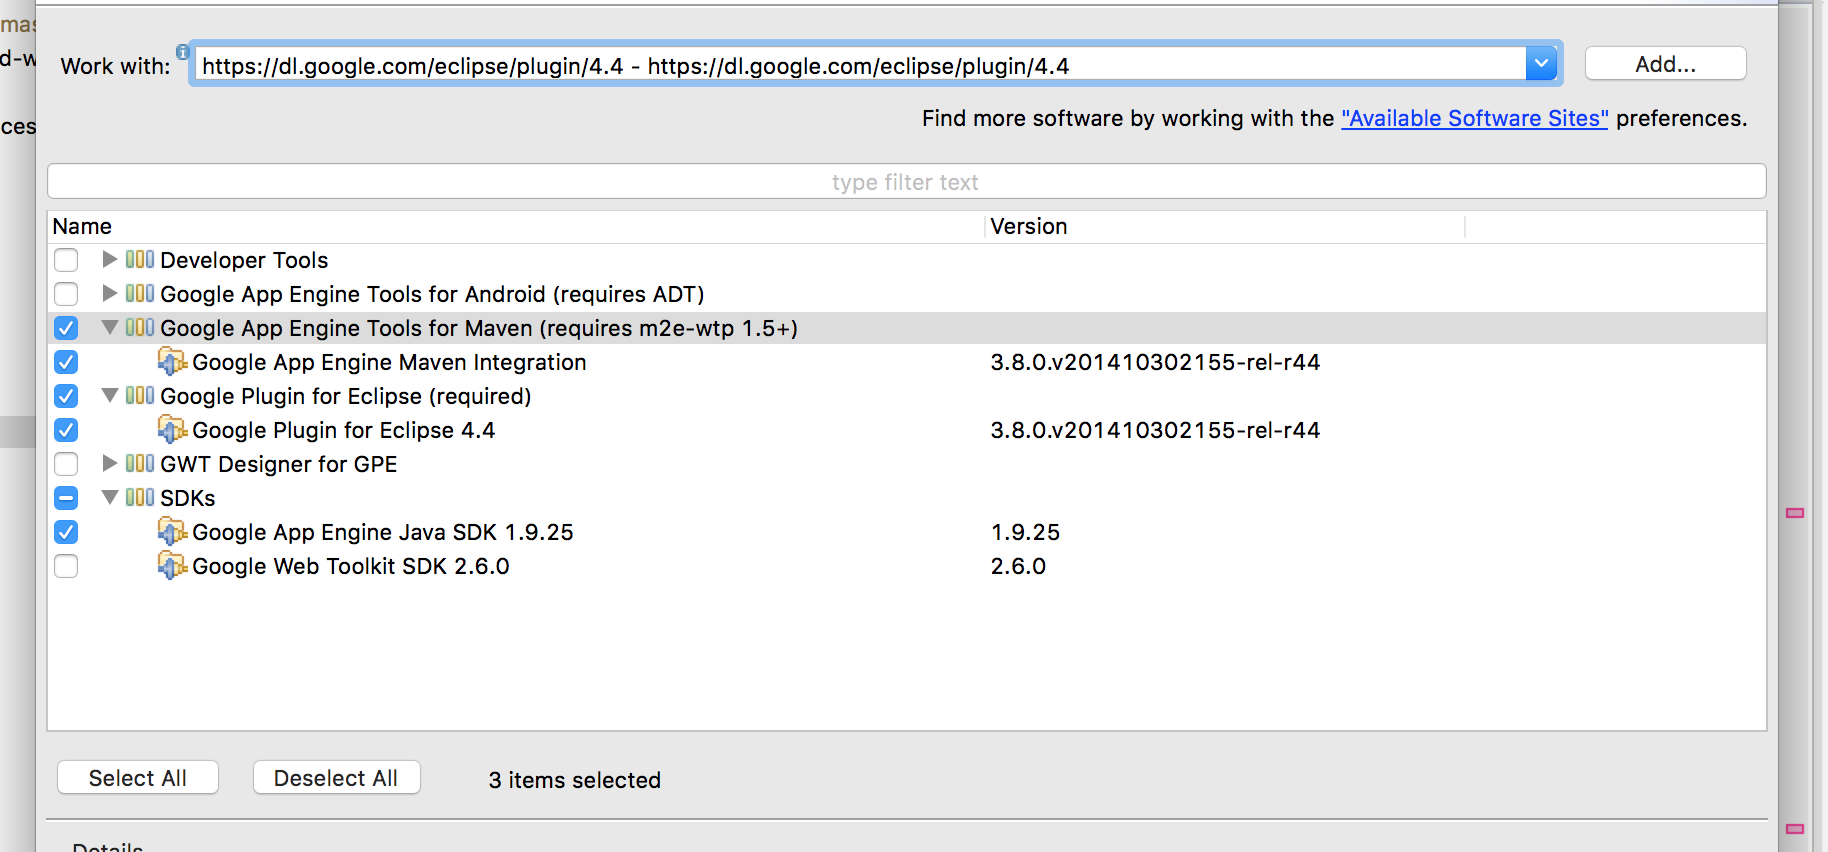 mas
d-w
ces
Work with: https://dl.google.com/eclipse/plugin/4.4 - https://dl.google.com/eclipse/plugin/4.4 Add...
Find more software by working with the "Available Software Sites" preferences.
type filter text
Name Version
Developer Tools
Google App Engine Tools for Android (requires ADT)
Google App Engine Tools for Maven (requires m2e-wtp 1.5+)
Google App Engine Maven Integration 3.8.0.v201410302155-rel-r44
Google Plugin for Eclipse (required)
Google Plugin for Eclipse 4.4 3.8.0.v201410302155-rel-r44
GWT Designer for GPE
SDKs
Google App Engine Java SDK 1.9.25 1.9.25
Google Web Toolkit SDK 2.6.0 2.6.0
Select All Deselect All 3 items selected
Details